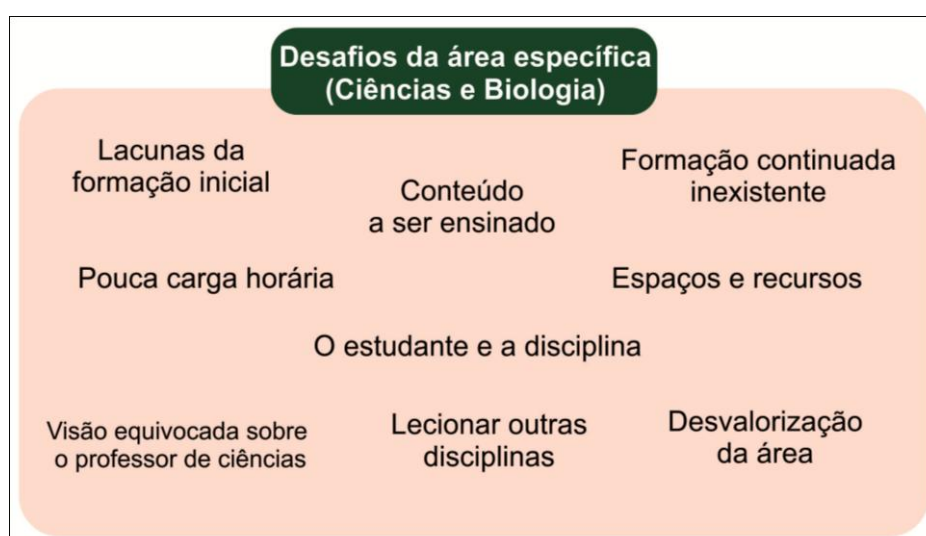 Desafios da área específica
(Ciências e Biologia)
Lacunas da
formação inicial
Conteúdo
a ser ensinado
Formação continuada
inexistente
Pouca carga horária
Espaços e recursos
O estudante e a disciplina
Visão equivocada sobre
o professor de ciências
Lecionar outras
disciplinas
Desvalorização
da área